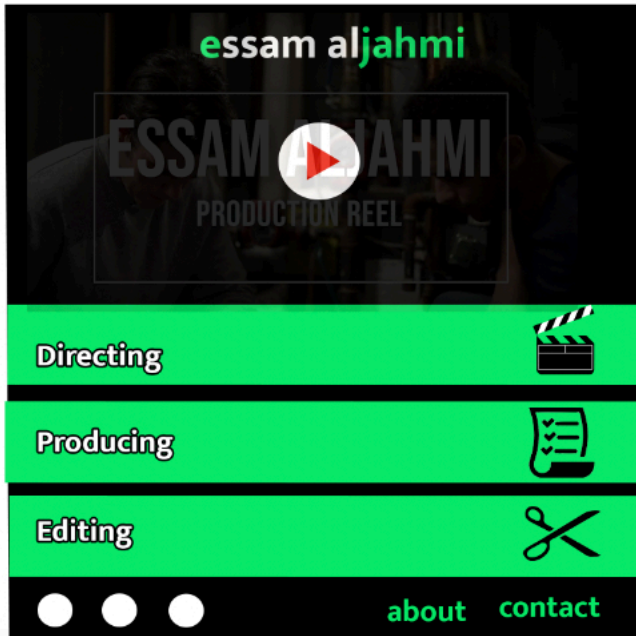 essam aljahmi
ESSAM ALJAHMI
PRODUCTION REEL
Directing
Producing
Editing
about contact